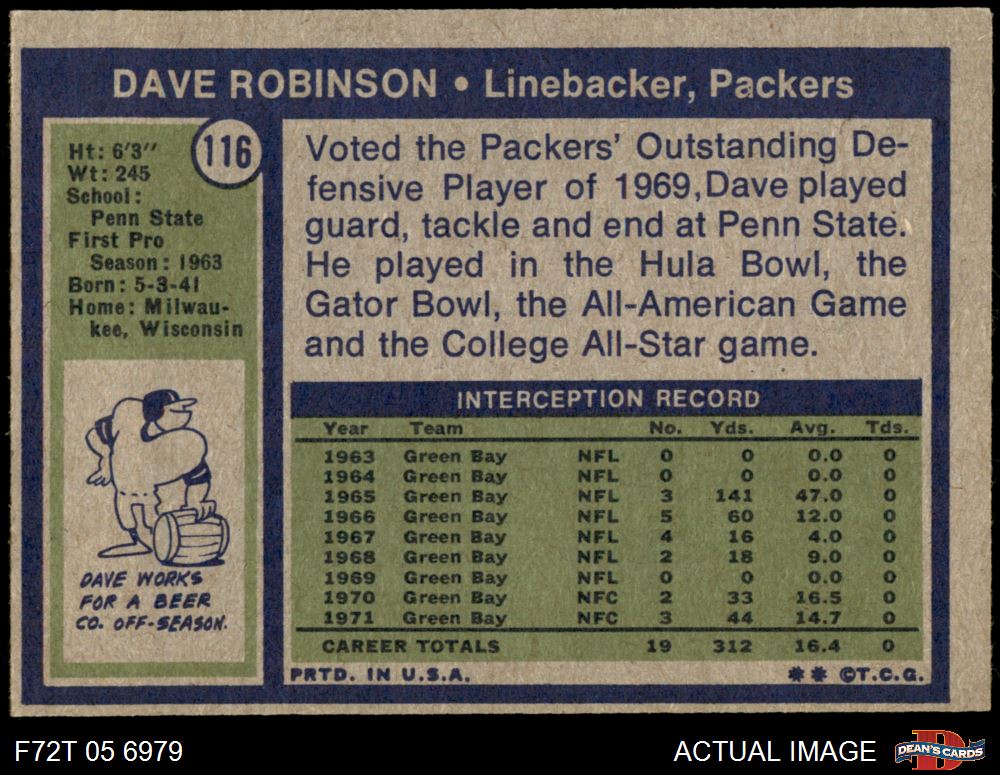 DAVE ROBINSON • Linebacker, Packers
116
Ht: 6'3"
Wt: 245
School:
Penn State
First Pro
Season: 1963
Born: 5-3-41
Home: Milwau-
kee, Wisconsin
DAVE WORKS
FOR A BEER
CO. OFF-SEASON.
Voted the Packers' Outstanding De-
fensive Player of 1969, Dave played
guard, tackle and end at Penn State.
He played in the Hula Bowl, the
Gator Bowl, the All-American Game
and the College All-Star game.
INTERCEPTION RECORD
Year Team No. Yds. Avg. Tds.
1963 Green Bay NFL 0 0 0.0 0
1964 Green Bay NFL 0 0 0.0 0
1965 Green Bay NFL 3 141 47.0 0
1966 Green Bay NFL 5 60 12.0 0
1967 Green Bay NFL 4 16 4.0 0
1968 Green Bay NFL 2 18 9.0 0
1969 Green Bay NFL 0 0 0.0 0
1970 Green Bay NFC 2 33 16.5 0
1971 Green Bay NFC 3 44 14.7 0
CAREER TOTALS 19 312 16.4 0
PRTD. IN U.S.A. ** ©T.C.G.
F72T 05 6979 ACTUAL IMAGE DEAN'S CARDS